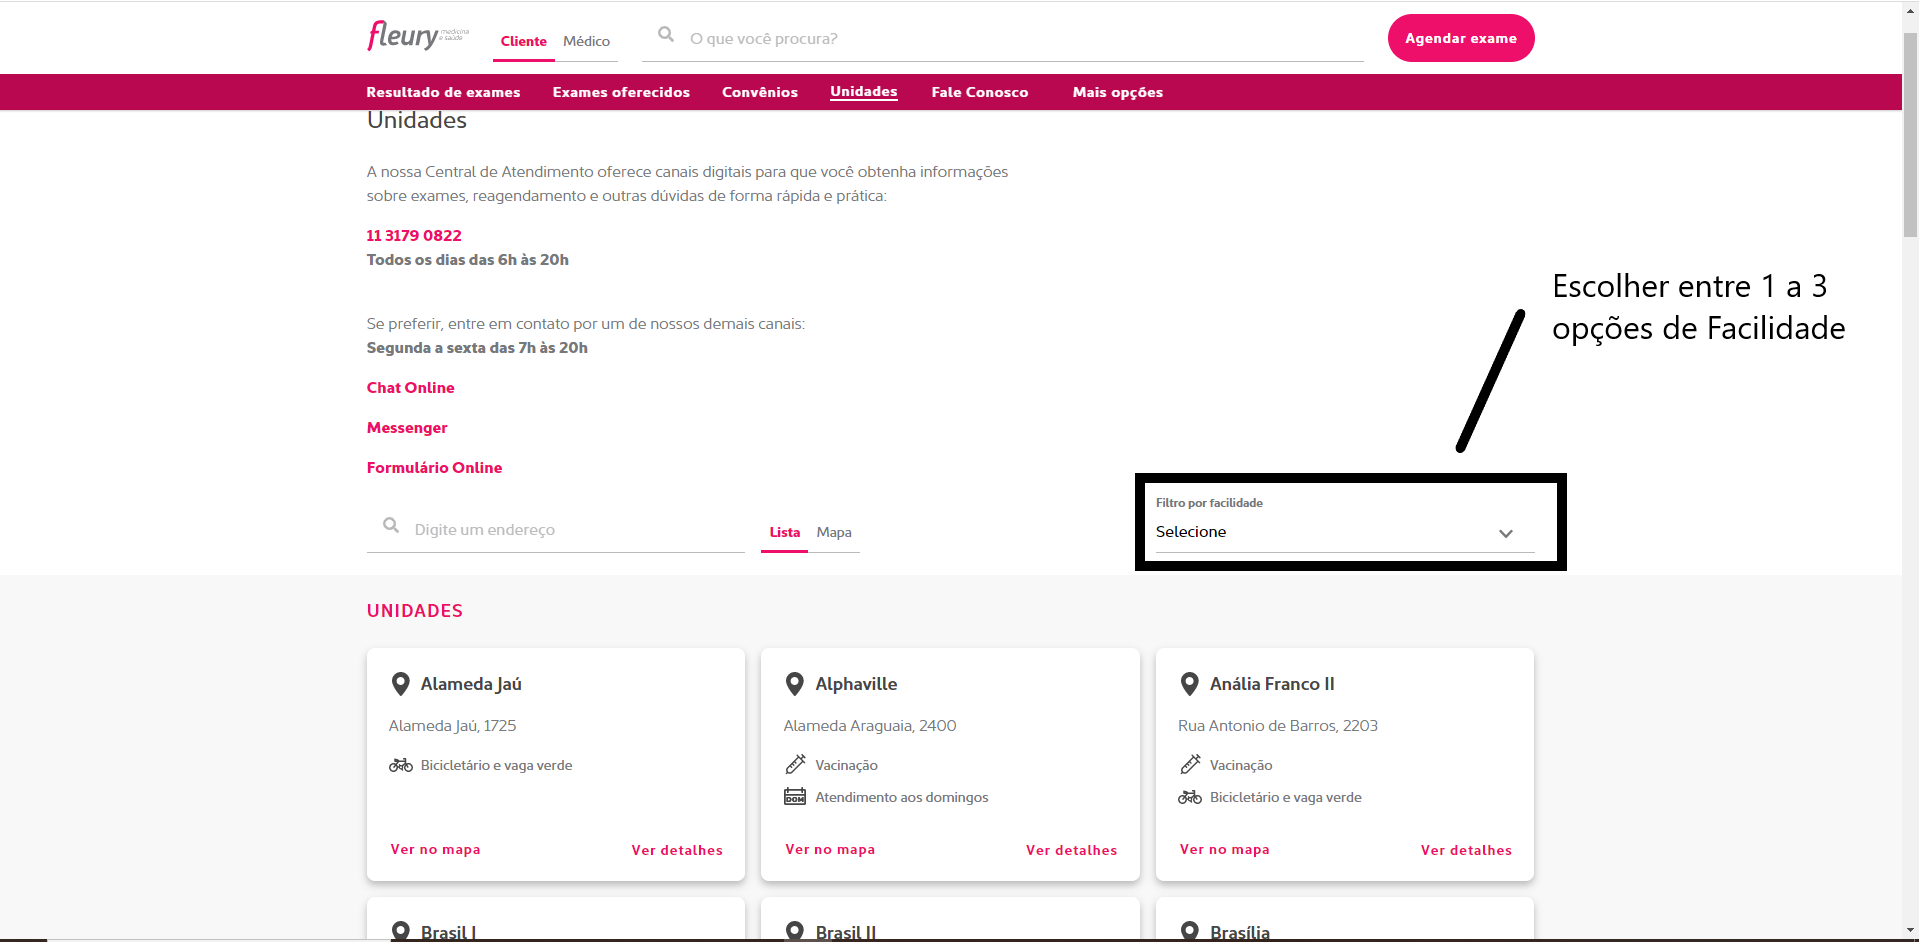 fleury medicina e saúde
Cliente Médico
O que você procura?
Agendar exame
Resultado de exames Exames oferecidos Convênios Unidades Fale Conosco Mais opções
Unidades
A nossa Central de Atendimento oferece canais digitais para que você obtenha informações
sobre exames, reagendamento e outras dúvidas de forma rápida e prática:
11 3179 0822
Todos os dias das 6h às 20h
Escolher entre 1 a 3
opções de Facilidade
Se preferir, entre em contato por um de nossos demais canais:
Segunda a sexta das 7h às 20h
Chat Online
Messenger
Formulário Online
Digite um endereço
Lista Mapa
Filtro por facilidade
Selecione
UNIDADES
Alameda Jaú
Alameda Jaú, 1725
Bicicletário e vaga verde
Ver no mapa Ver detalhes
Alphaville
Alameda Araguaia, 2400
Vacinação
DOM Atendimento aos domingos
Ver no mapa Ver detalhes
Anália Franco II
Rua Antonio de Barros, 2203
Vacinação
Bicicletário e vaga verde
Ver no mapa Ver detalhes
Brasil I
Brasil II
Brasília